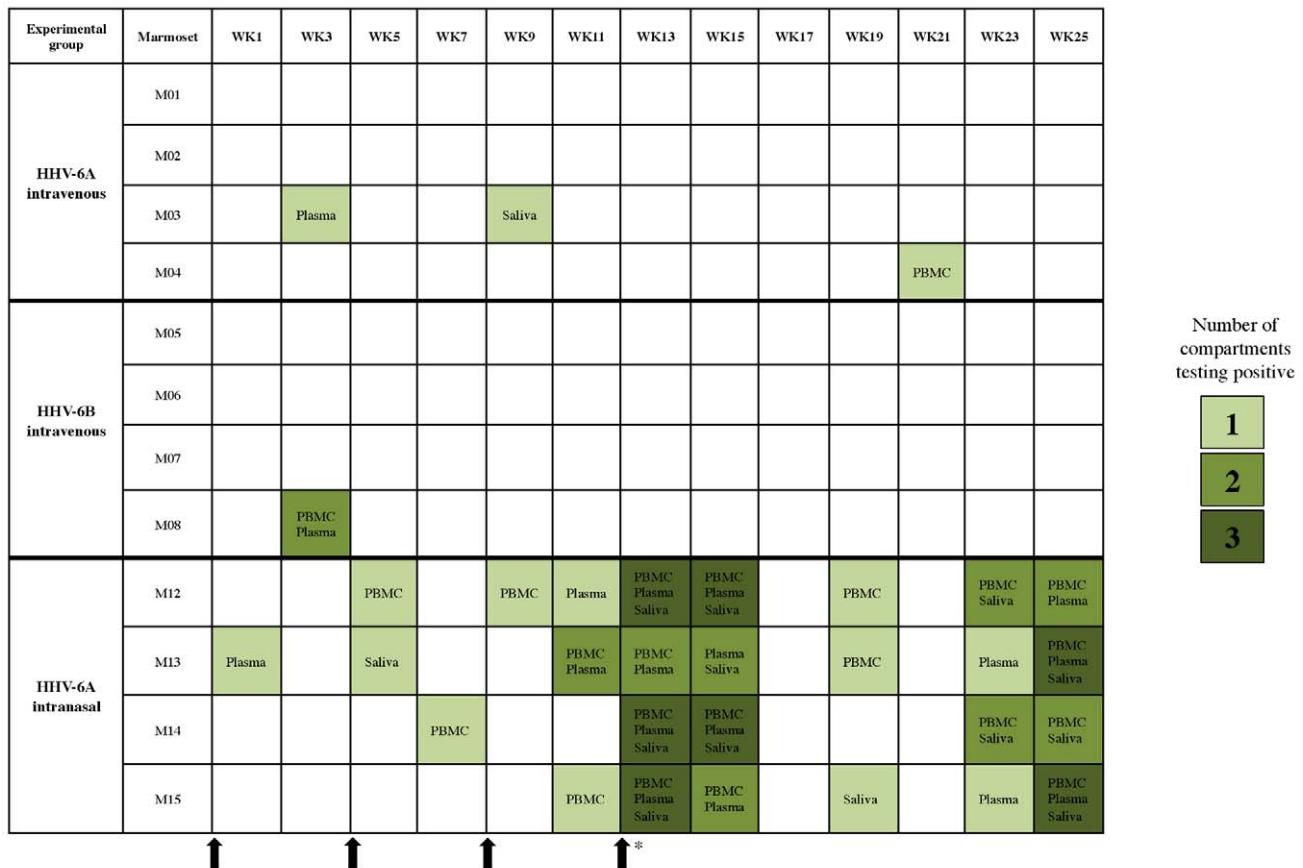 Experimental group Marmoset WK1 WK3 WK5 WK7 WK9 WK11 WK13 WK15 WK17 WK19 WK21 WK23 WK25
HHV-6A
intravenous
M01
M02
M03 Plasma Saliva
M04 PBMC
HHV-6B
intravenous
M05
M06
M07
M08 PBMC Plasma
HHV-6A
intranasal
M12 PBMC PBMC Plasma PBMC Plasma Saliva PBMC Plasma Saliva PBMC PBMC Saliva PBMC Plasma
M13 Plasma Saliva PBMC Plasma PBMC Plasma Plasma Saliva PBMC Plasma PBMC Plasma Saliva
M14 PBMC PBMC Plasma Saliva PBMC Plasma Saliva PBMC Saliva PBMC Saliva
M15 PBMC PBMC Plasma Saliva PBMC Plasma Saliva Plasma PBMC Plasma Saliva
*
Number of
compartments
testing positive
1
2
3